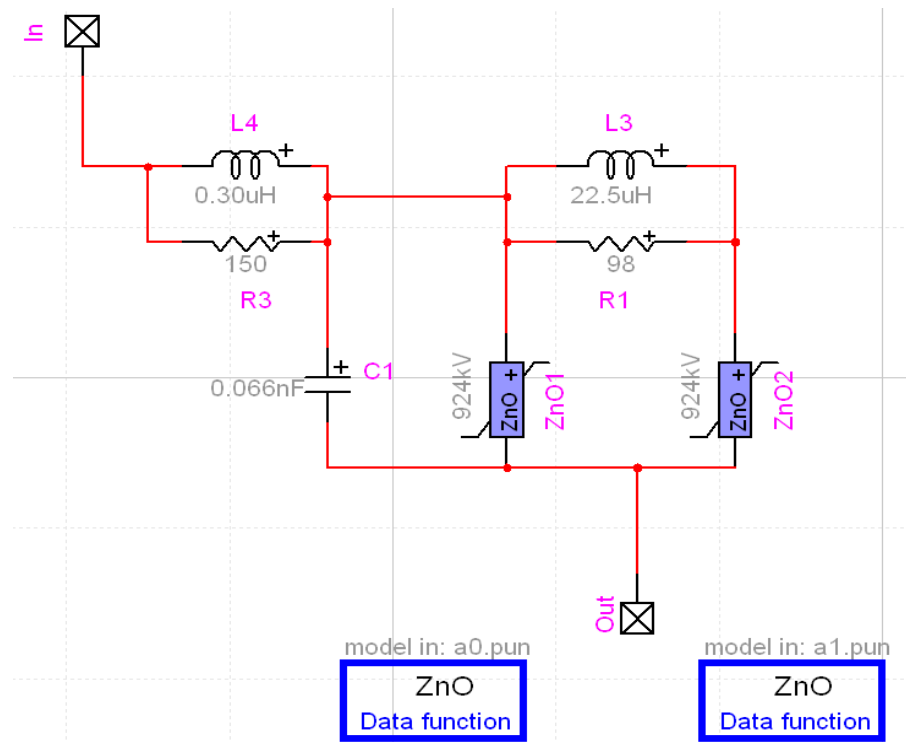 In
L4
+
0.30uH
+
150
R3
L3
+
22.5uH
+
98
R1
+
C1
0.066nF
924kV
+
ZnO
ZnO1
924kV
+
ZnO
ZnO2
Out
model in: a0.pun
ZnO
Data function
model in: a1.pun
ZnO
Data function